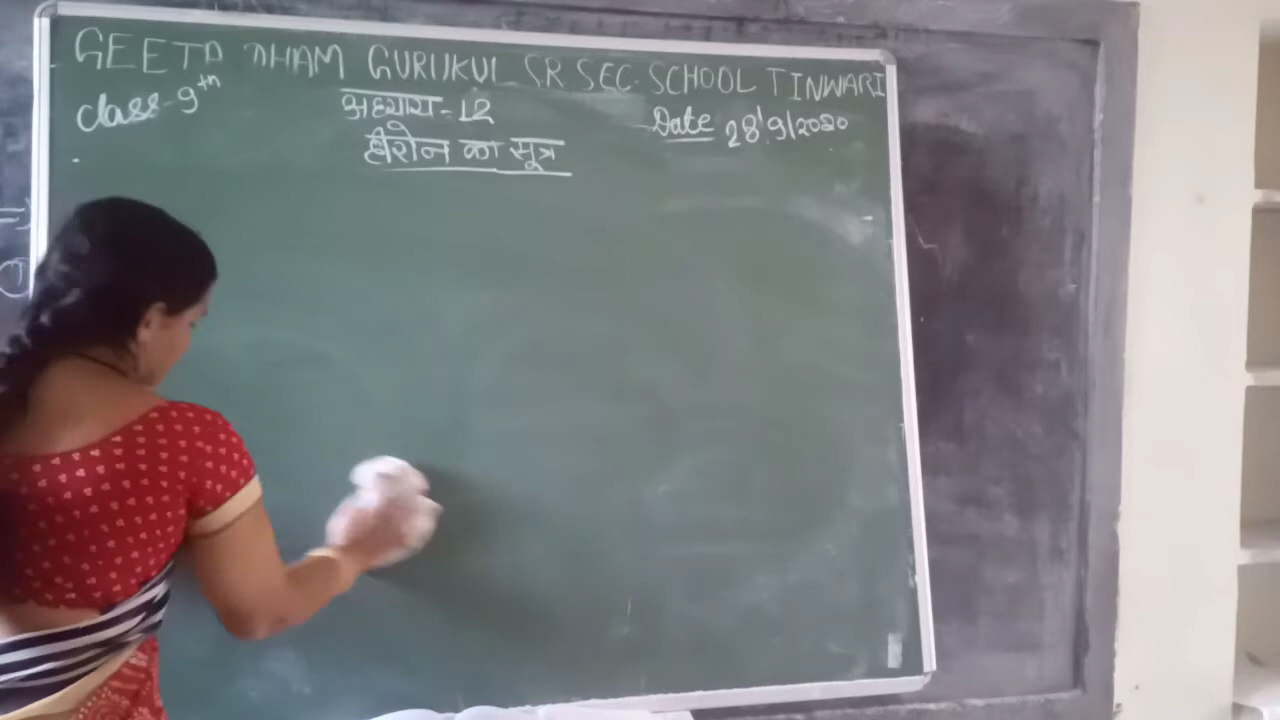 GEETA DHAM GURUKUL SR SEC. SCHOOL TINWARI
Class-9th
अध्याय-12
Date 28/9/2020
हीरोन का सूत्र